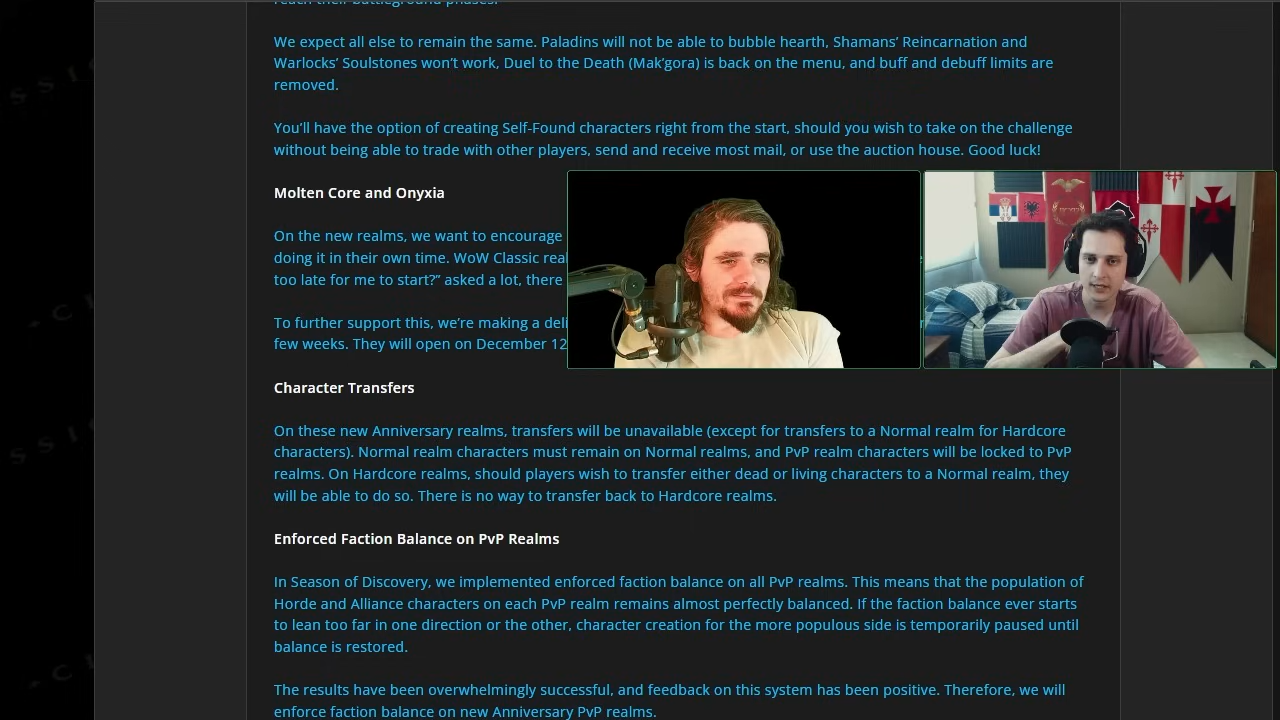 We expect all else to remain the same. Paladins will not be able to bubble hearth, Shamans’ Reincarnation and
Warlocks’ Soulstones won’t work, Duel to the Death (Mak’gora) is back on the menu, and buff and debuff limits are
removed.
You’ll have the option of creating Self-Found characters right from the start, should you wish to take on the challenge
without being able to trade with other players, send and receive most mail, or use the auction house. Good luck!
Molten Core and Onyxia
On the new realms, we want to encourage
doing it in their own time. WoW Classic
too late for me to start?” asked a lot, there
To further support this, we’re making a
few weeks. They will open on December 12
Character Transfers
On these new Anniversary realms, transfers will be unavailable (except for transfers to a Normal realm for Hardcore
characters). Normal realm characters must remain on Normal realms, and PvP realm characters will be locked to PvP
realms. On Hardcore realms, should players wish to transfer either dead or living characters to a Normal realm, they
will be able to do so. There is no way to transfer back to Hardcore realms.
Enforced Faction Balance on PvP Realms
In Season of Discovery, we implemented enforced faction balance on all PvP realms. This means that the population of
Horde and Alliance characters on each PvP realm remains almost perfectly balanced. If the faction balance ever starts
to lean too far in one direction or the other, character creation for the more populous side is temporarily paused until
balance is restored.
The results have been overwhelmingly successful, and feedback on this system has been positive. Therefore, we will
enforce faction balance on new Anniversary PvP realms.